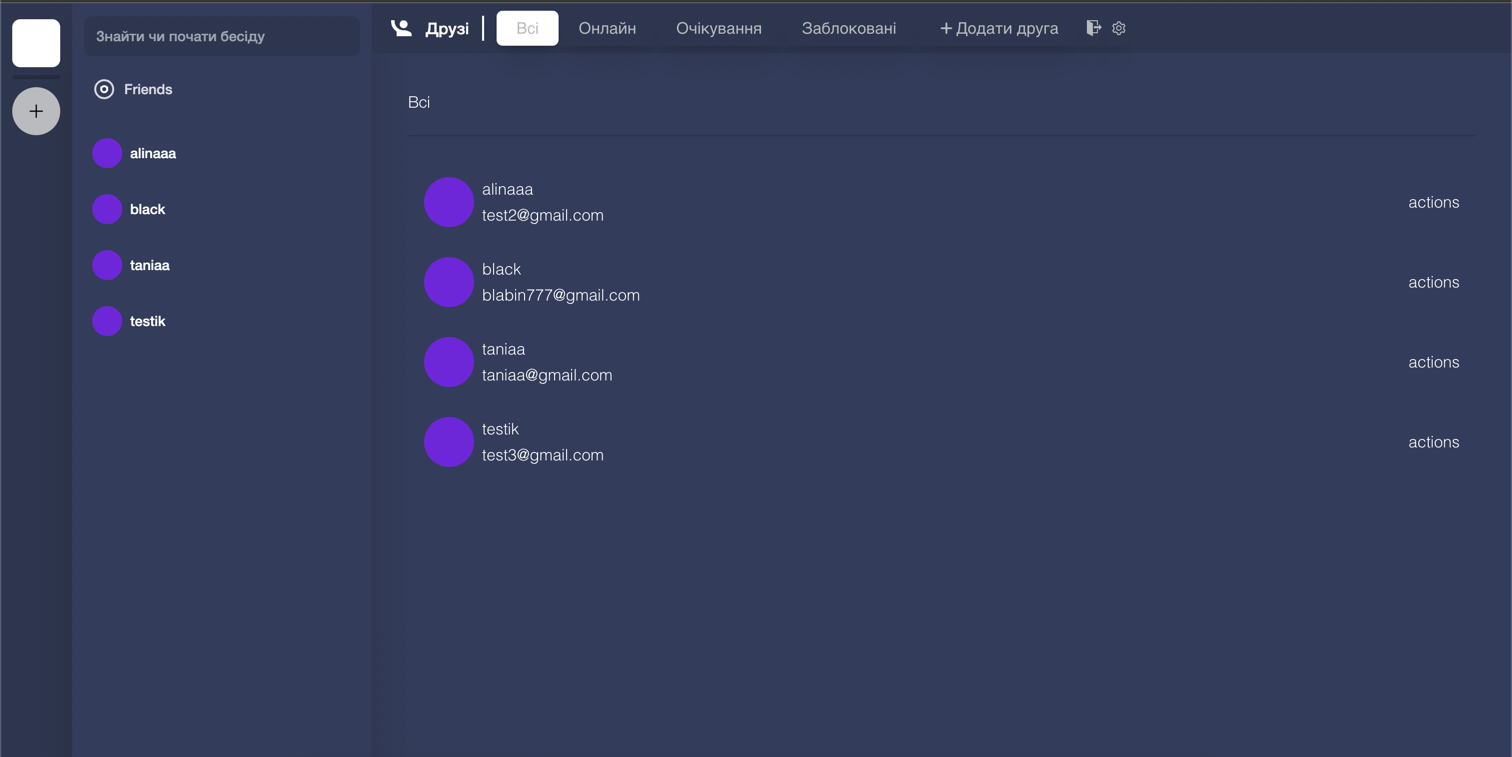 Знайти чи почати бесіду
Friends
alinaaa
black
taniaa
testik
Друзі
Всі
Онлайн
Очікування
Заблоковані
+ Додати друга
Всі
alinaaa
test2@gmail.com
actions
black
blabin777@gmail.com
actions
taniaa
taniaa@gmail.com
actions
testik
test3@gmail.com
actions